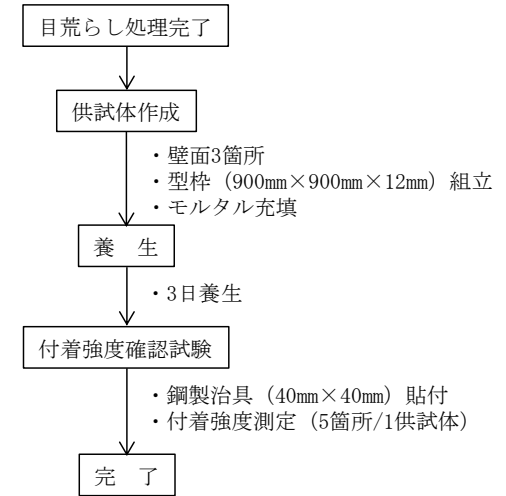 目荒らし処理完了
供試体作成
・壁面3箇所
・型枠（900㎜×900㎜×12㎜）組立
・モルタル充填
養　生
・3日養生
付着強度確認試験
・鋼製治具（40㎜×40㎜）貼付
・付着強度測定（5箇所/1供試体）
完　了